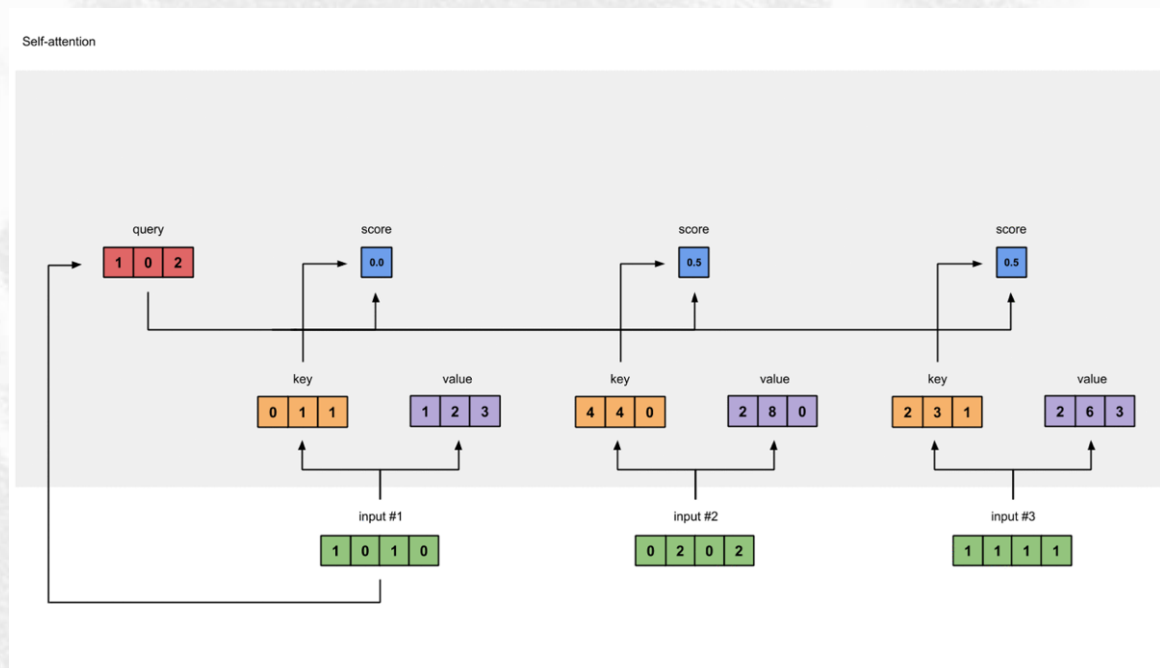 Self-attention
query score score score
1 0 2 0.0 0.5 0.5
key value key value key value
0 1 1 1 2 3 4 4 0 2 8 0 2 3 1 2 6 3
input #1 input #2 input #3
1 0 1 0 0 2 0 2 1 1 1 1